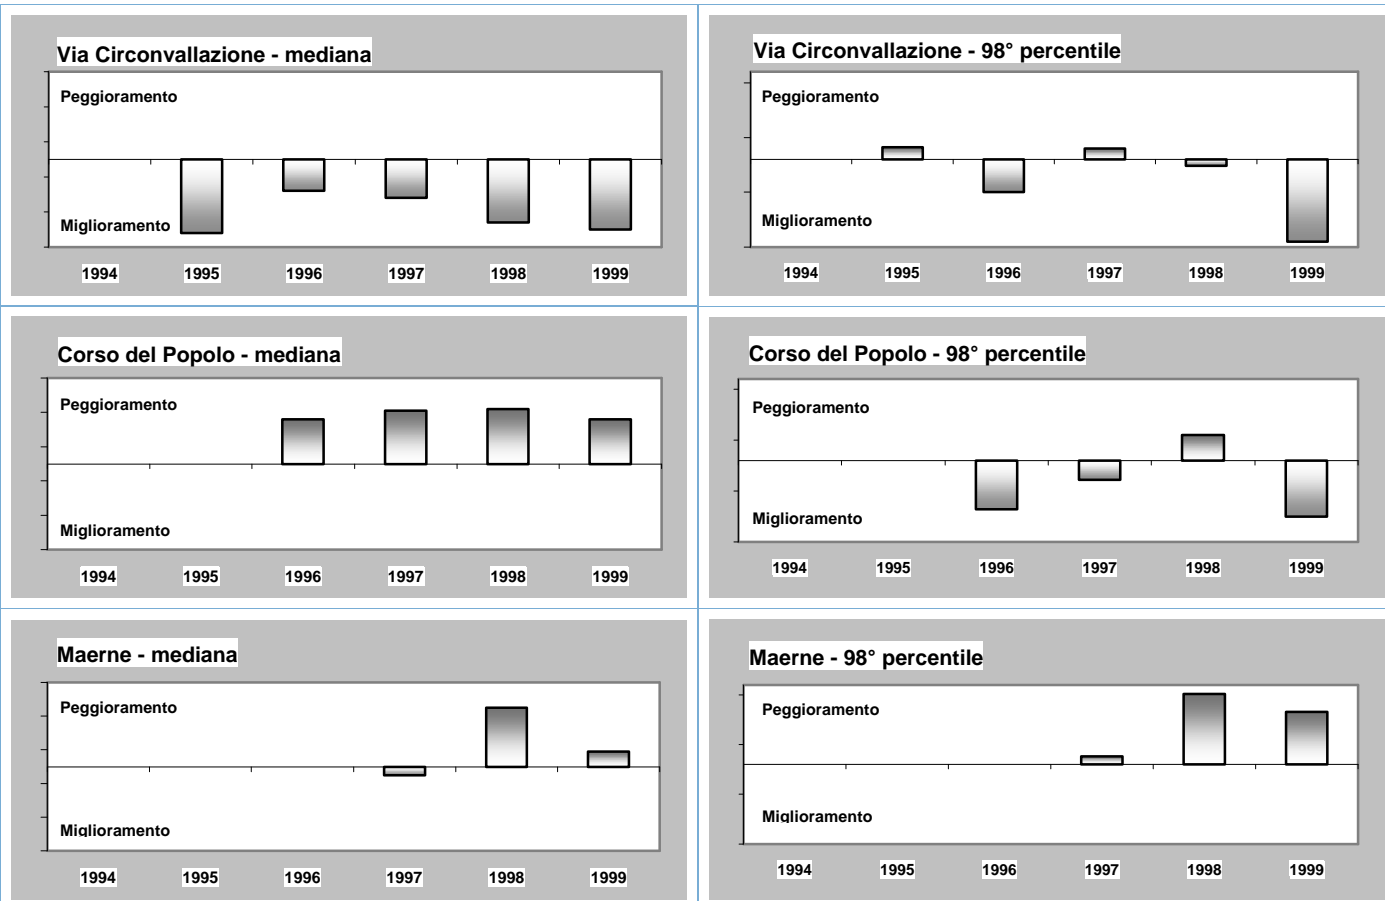 Via Circonvallazione - mediana
Peggioramento
Miglioramento
1994 1995 1996 1997 1998 1999
Via Circonvallazione - 98° percentile
Peggioramento
Miglioramento
1994 1995 1996 1997 1998 1999
Corso del Popolo - mediana
Peggioramento
Miglioramento
1994 1995 1996 1997 1998 1999
Corso del Popolo - 98° percentile
Peggioramento
Miglioramento
1994 1995 1996 1997 1998 1999
Maerne - mediana
Peggioramento
Miglioramento
1994 1995 1996 1997 1998 1999
Maerne - 98° percentile
Peggioramento
Miglioramento
1994 1995 1996 1997 1998 1999